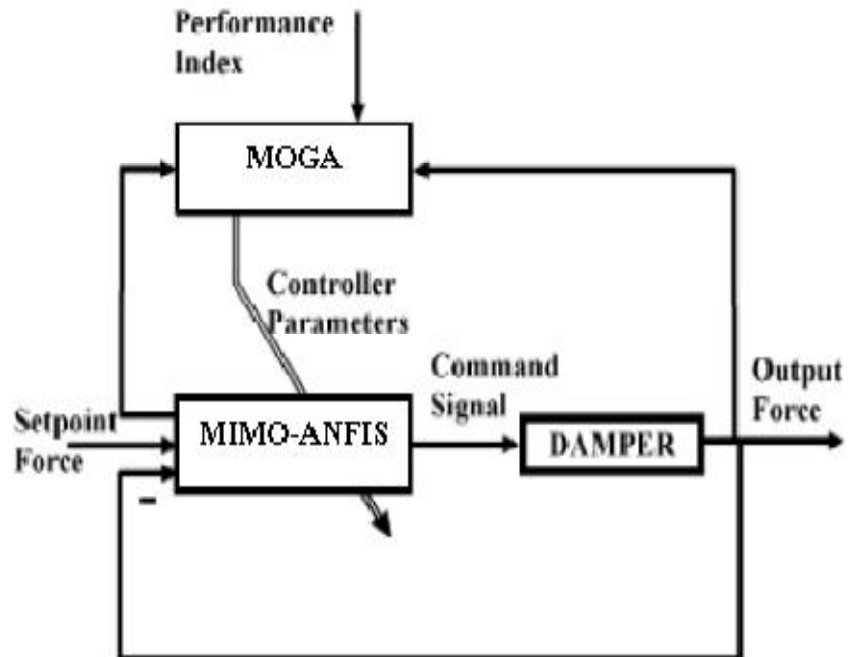 Performance
Index
MOGA
Controller
Parameters
Command
Signal
Output
Force
Setpoint
Force
MIMO-ANFIS
DAMPER
-